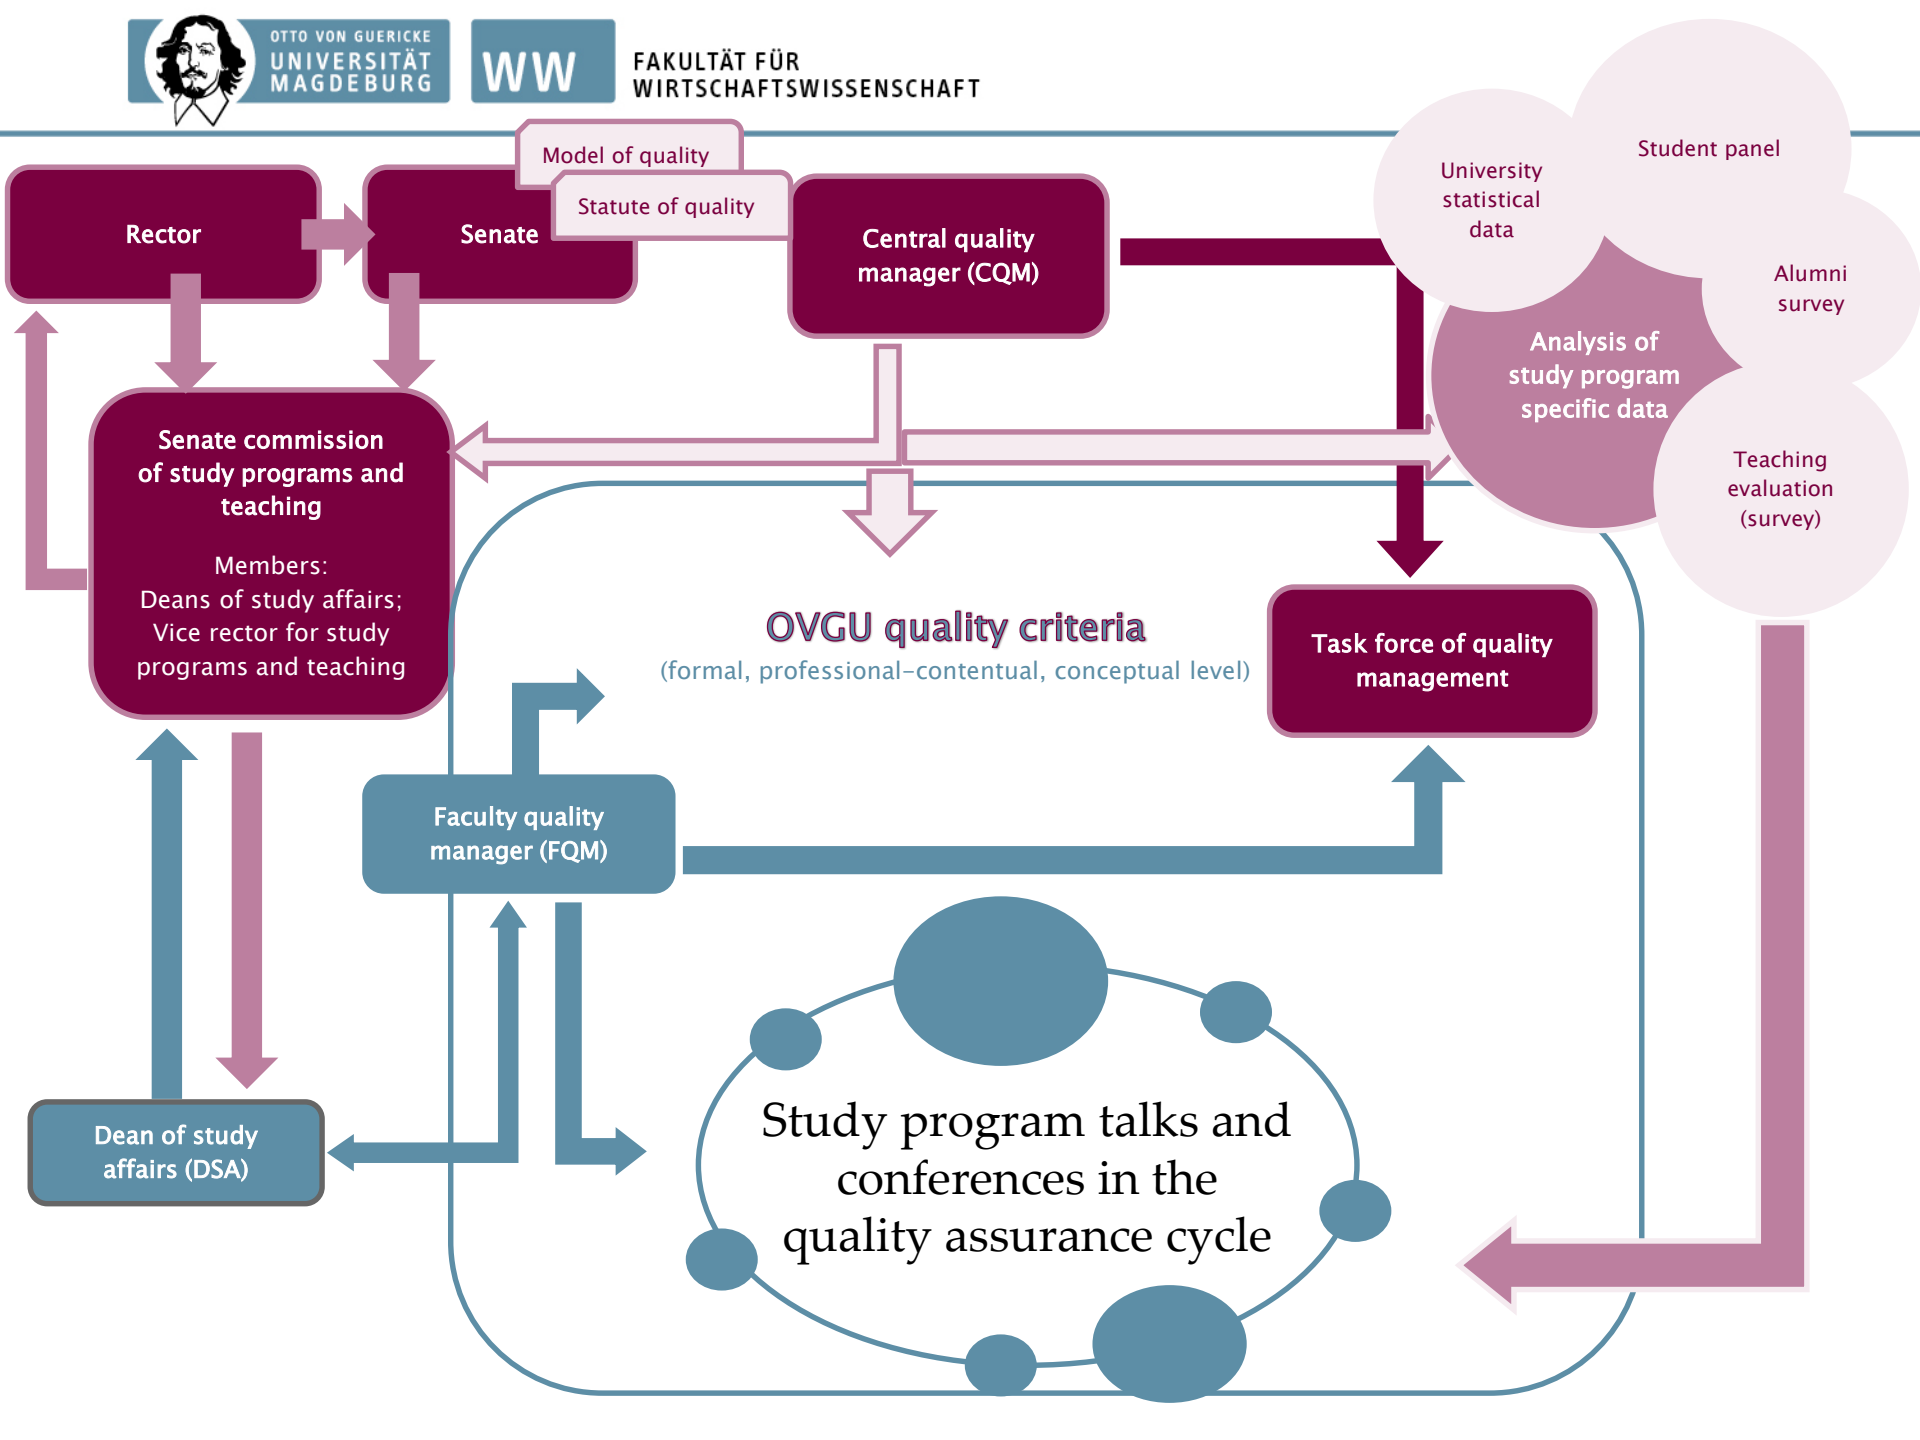 OTTO VON GUERICKE
UNIVERSITÄT
MAGDEBURG
WW
FAKULTÄT FÜR
WIRTSCHAFTSWISSENSCHAFT
Model of quality
Statute of quality
Rector
Senate
Central quality
manager (CQM)
University
statistical
data
Student panel
Alumni
survey
Analysis of
study program
specific data
Teaching
evaluation
(survey)
Senate commission
of study programs and
teaching
Members:
Deans of study affairs;
Vice rector for study
programs and teaching
OVGU quality criteria
(formal, professional-contentual, conceptual level)
Task force of quality
management
Faculty quality
manager (FQM)
Dean of study
affairs (DSA)
Study program talks and
conferences in the
quality assurance cycle